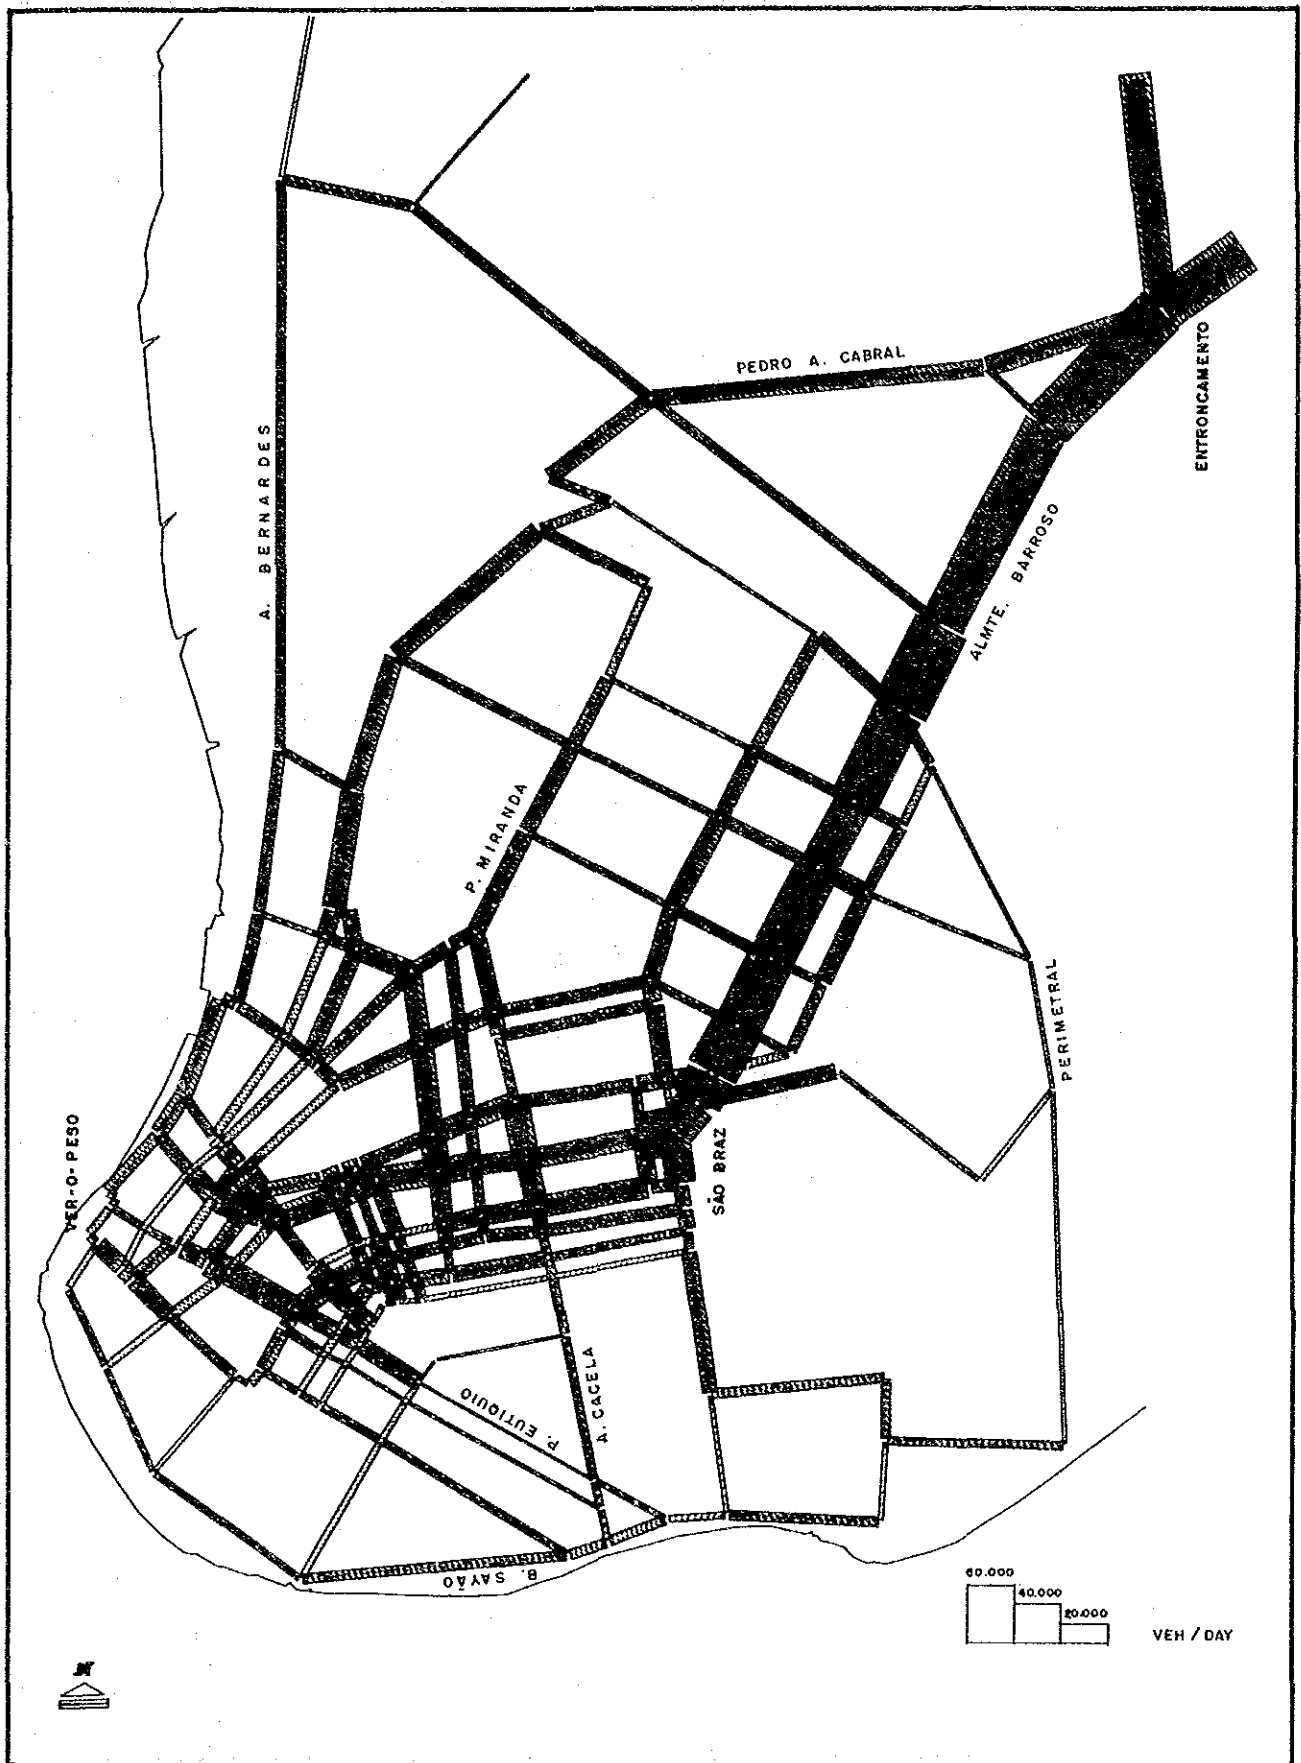 PEDRO A. CABRAL
ENTRONCAMENTO
A. BERNARDES
ALMTE. BARROSO
P. MIRANDA
PERIMETRAL
VER-O-PESO
SÃO BRAZ
P. EUTIQUIO
A. CACELA
B. SAYÃO
60.000
40.000
20.000
VEH / DAY
N